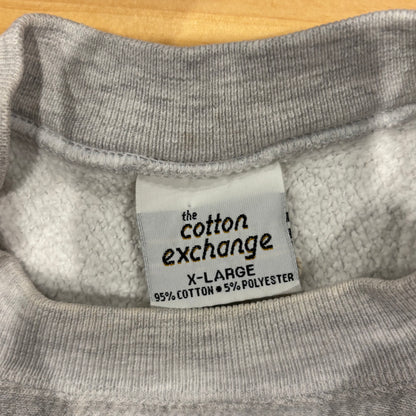 the
cotton
exchange
X-LARGE
95% COTTON ● 5% POLYESTER